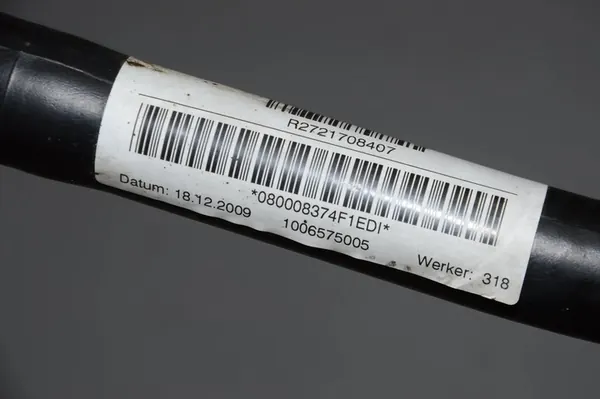 R2721708407
*080008374F1EDI*
Datum: 18.12.2009
1006575005
Werker: 318